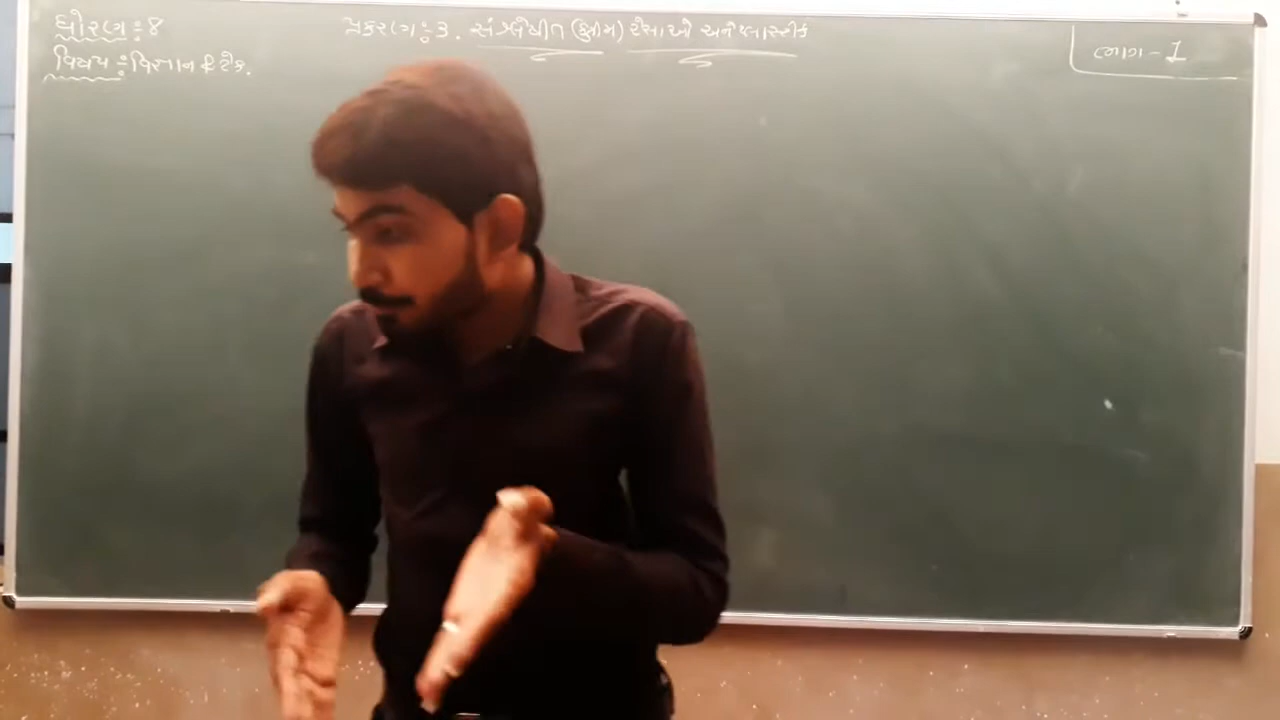 ધોરણ : 8
પ્રકરણ : 3. સંશ્લેષીત (કૃત્રિમ) રેસાઓ અને પ્લાસ્ટીક
ભાગ - 1
વિષય : વિજ્ઞાન & ટેક.